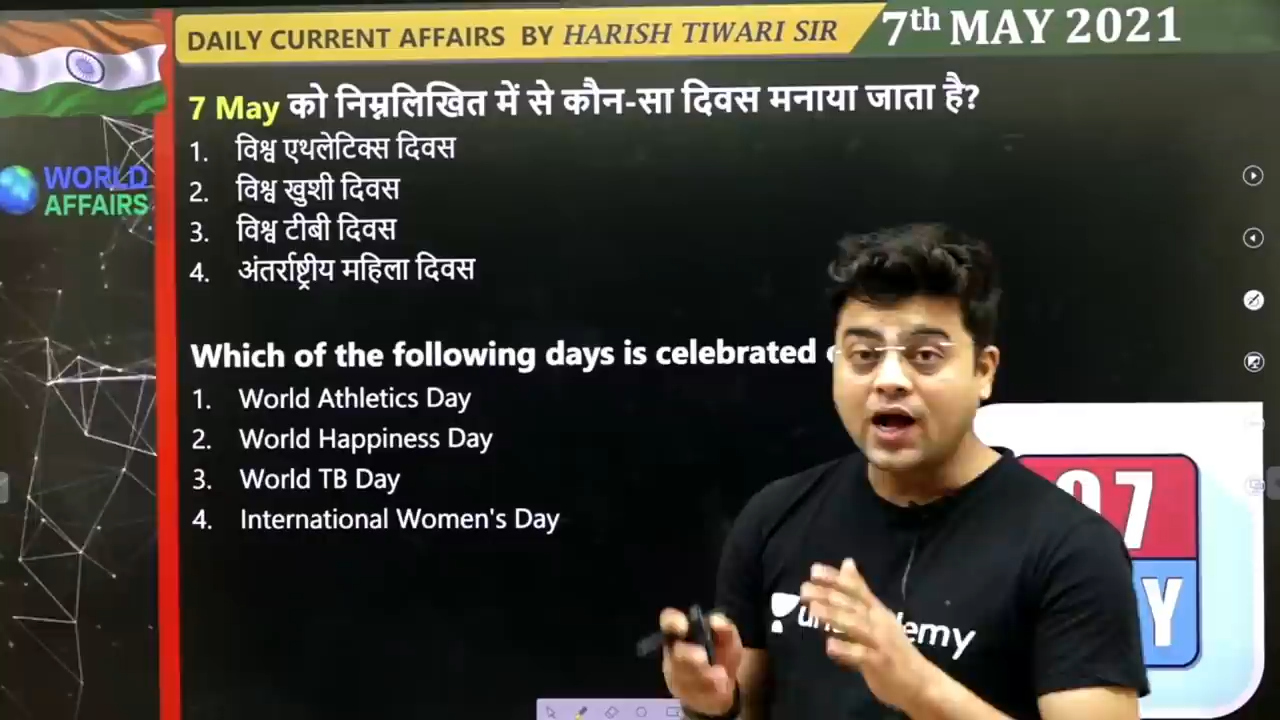 DAILY CURRENT AFFAIRS BY HARISH TIWARI SIR
7th MAY 2021
7 May को निम्नलिखित में से कौन-सा दिवस मनाया जाता है?
1. विश्व एथलेटिक्स दिवस
2. विश्व खुशी दिवस
3. विश्व टीबी दिवस
4. अंतर्राष्ट्रीय महिला दिवस
WORLD
AFFAIRS
Which of the following days is celebrated
1. World Athletics Day
2. World Happiness Day
3. World TB Day
4. International Women's Day
07
Y